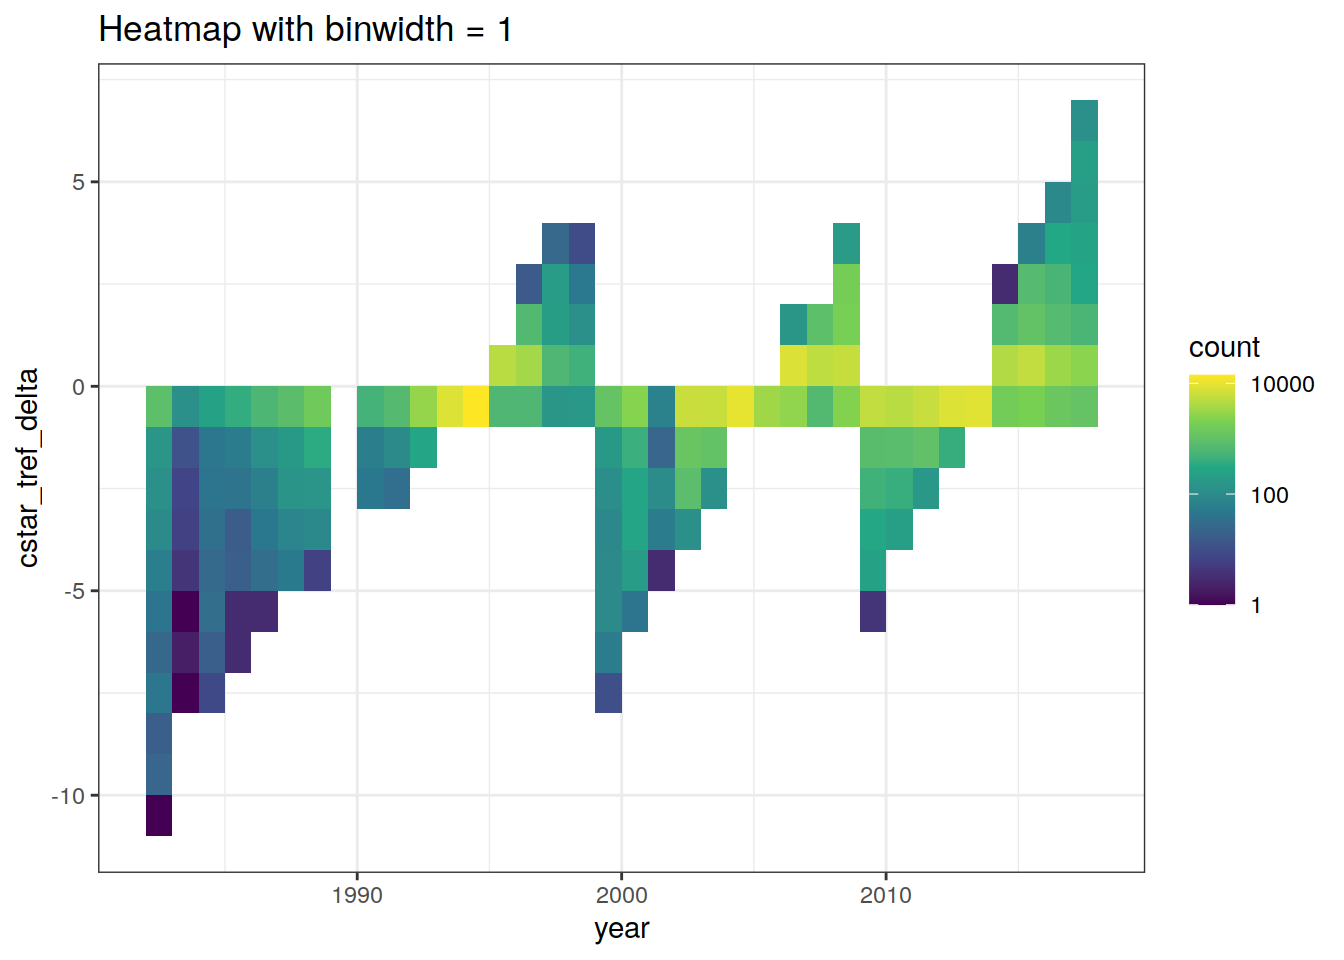 Heatmap with binwidth = 1
cstar_tref_delta
5
0
-5
-10
1990
2000
2010
year
count
10000
100
1